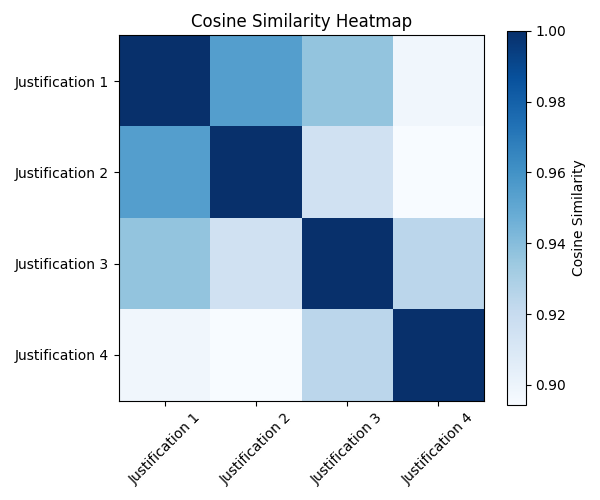 Cosine Similarity Heatmap
Justification 1
Justification 2
Justification 3
Justification 4
Justification 1
Justification 2
Justification 3
Justification 4
1.00
0.98
0.96
0.94
0.92
0.90
Cosine Similarity